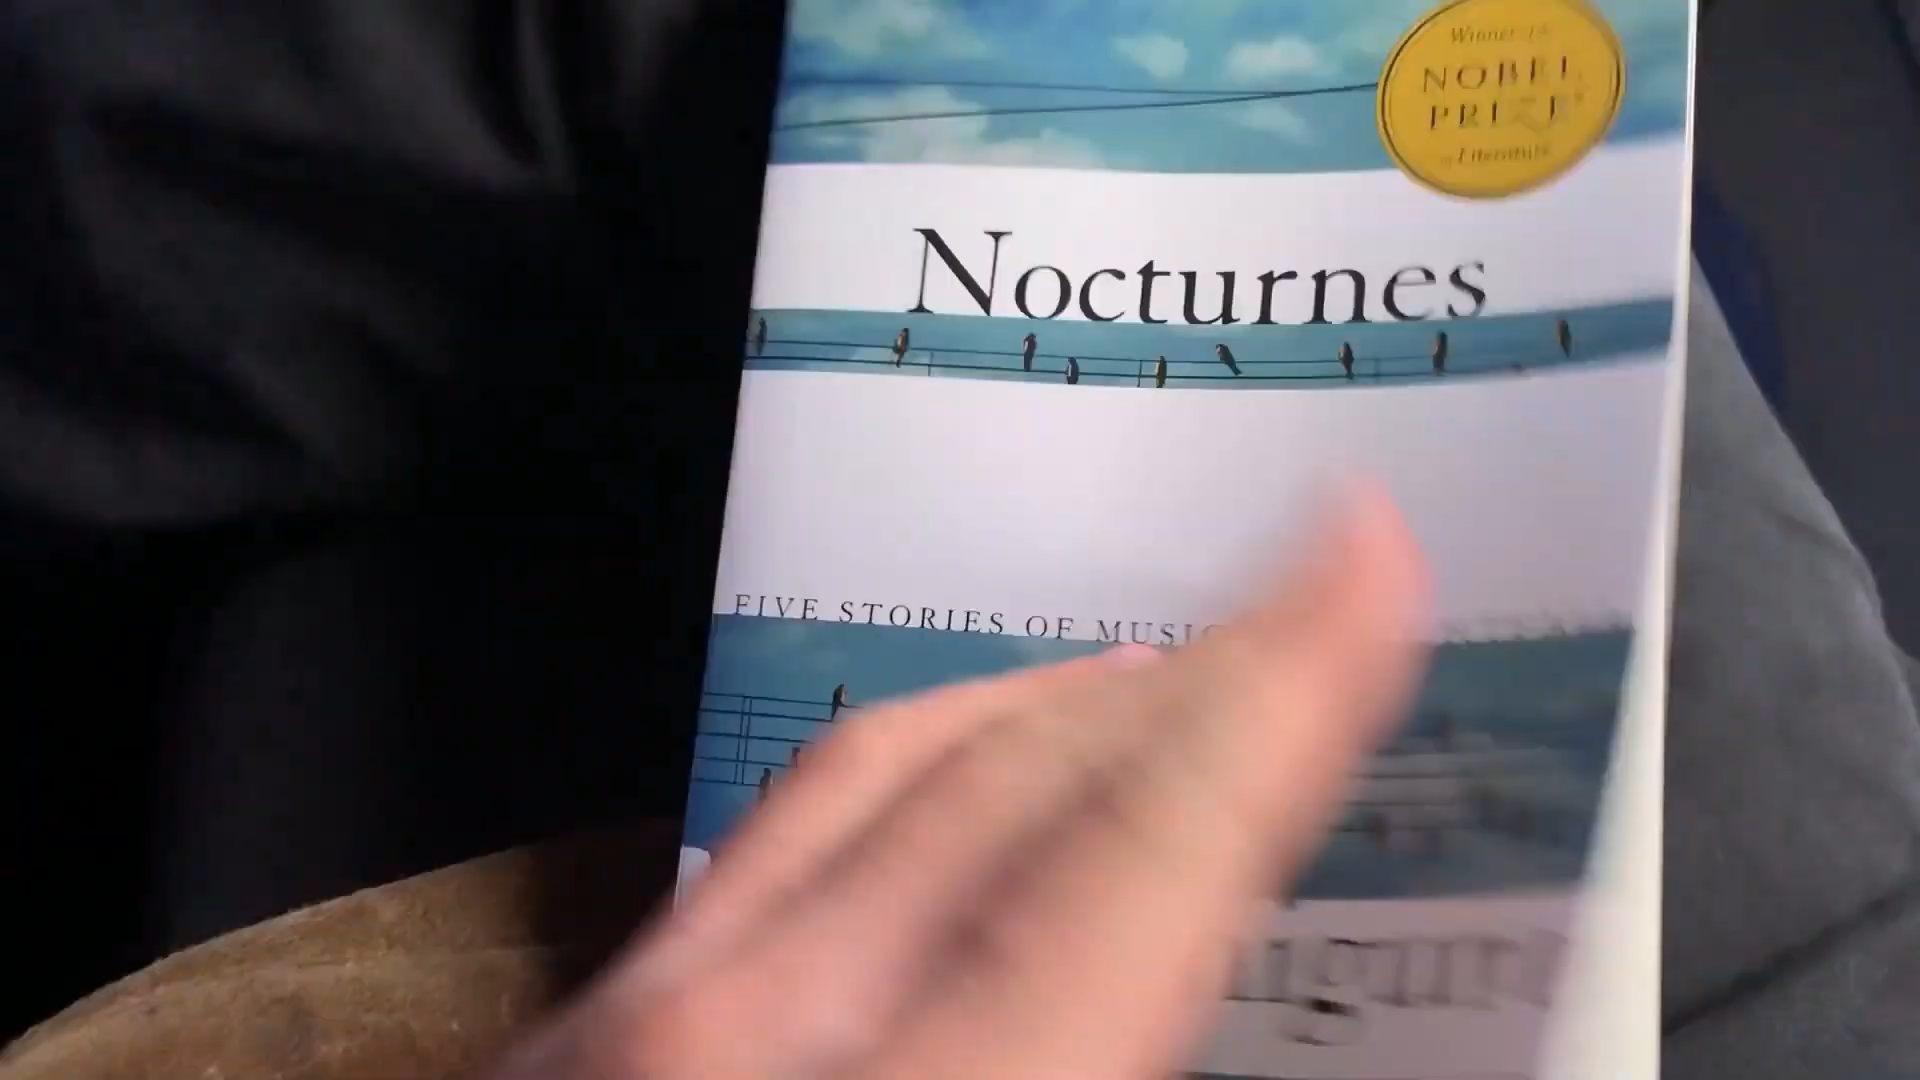 Winner of the
NOBEL
PRIZE
in Literature
Nocturnes
FIVE STORIES OF MUSIC